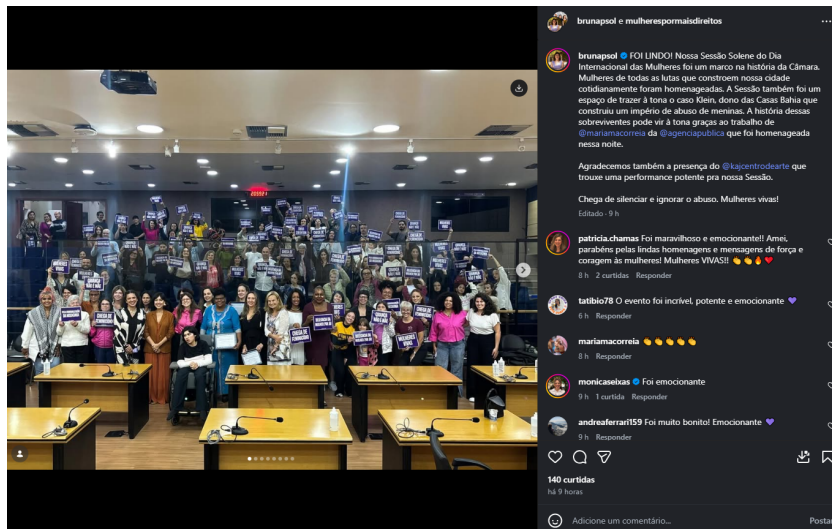 brunapsol e mulherespormaisdireitos
brunapsol FOI LINDO! Nossa Sessão Solene do Dia
Internacional das Mulheres foi um marco na história da Câmara.
Mulheres de todas as lutas que constroem nossa cidade
cotidianamente foram homenageadas. A Sessão também foi um
espaço de trazer à tona o caso Klein, dono das Casas Bahia que
construiu um império de abuso de meninas. A história dessas
sobreviventes pode vir à tona graças ao trabalho de
@mariamacorreia da @agenciapublica que foi homenageada
nessa noite.
Agradecemos também a presença do @kajcentrodearte que
trouxe uma performance potente pra nossa Sessão.
Chega de silenciar e ignorar o abuso. Mulheres vivas!
Editado · 9 h
patricia.chamas Foi maravilhoso e emocionante!! Amei,
parabéns pelas lindas homenagens e mensagens de força e
coragem às mulheres! Mulheres VIVAS!! 👏👏🔥❤️
8 h 2 curtidas Responder
tatibio78 O evento foi incrível, potente e emocionante 💜
6 h Responder
mariamacorreia 👏👏👏👏👏
8 h Responder
monicaseixas Foi emocionante
9 h 1 curtida Responder
andreaferrari159 Foi muito bonito! Emocionante 💜
9 h Responder
140 curtidas
há 9 horas
Adicione um comentário...
Postar
CHEGA DE
MULHERES
VIVAS